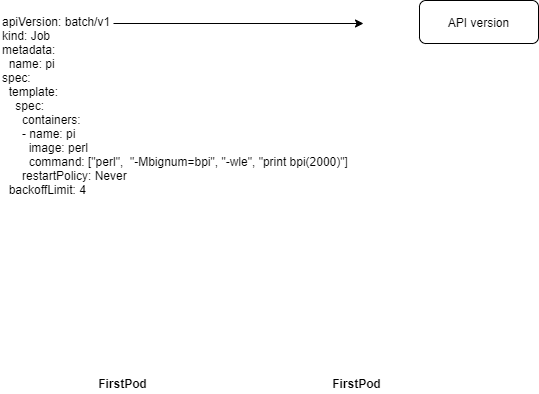 apiVersion: batch/v1
API version
kind: Job
metadata:
  name: pi
spec:
  template:
    spec:
      containers:
      - name: pi
        image: perl
        command: ["perl",  "-Mbignum=bpi", "-wle", "print bpi(2000)"]
      restartPolicy: Never
  backoffLimit: 4
FirstPod
FirstPod